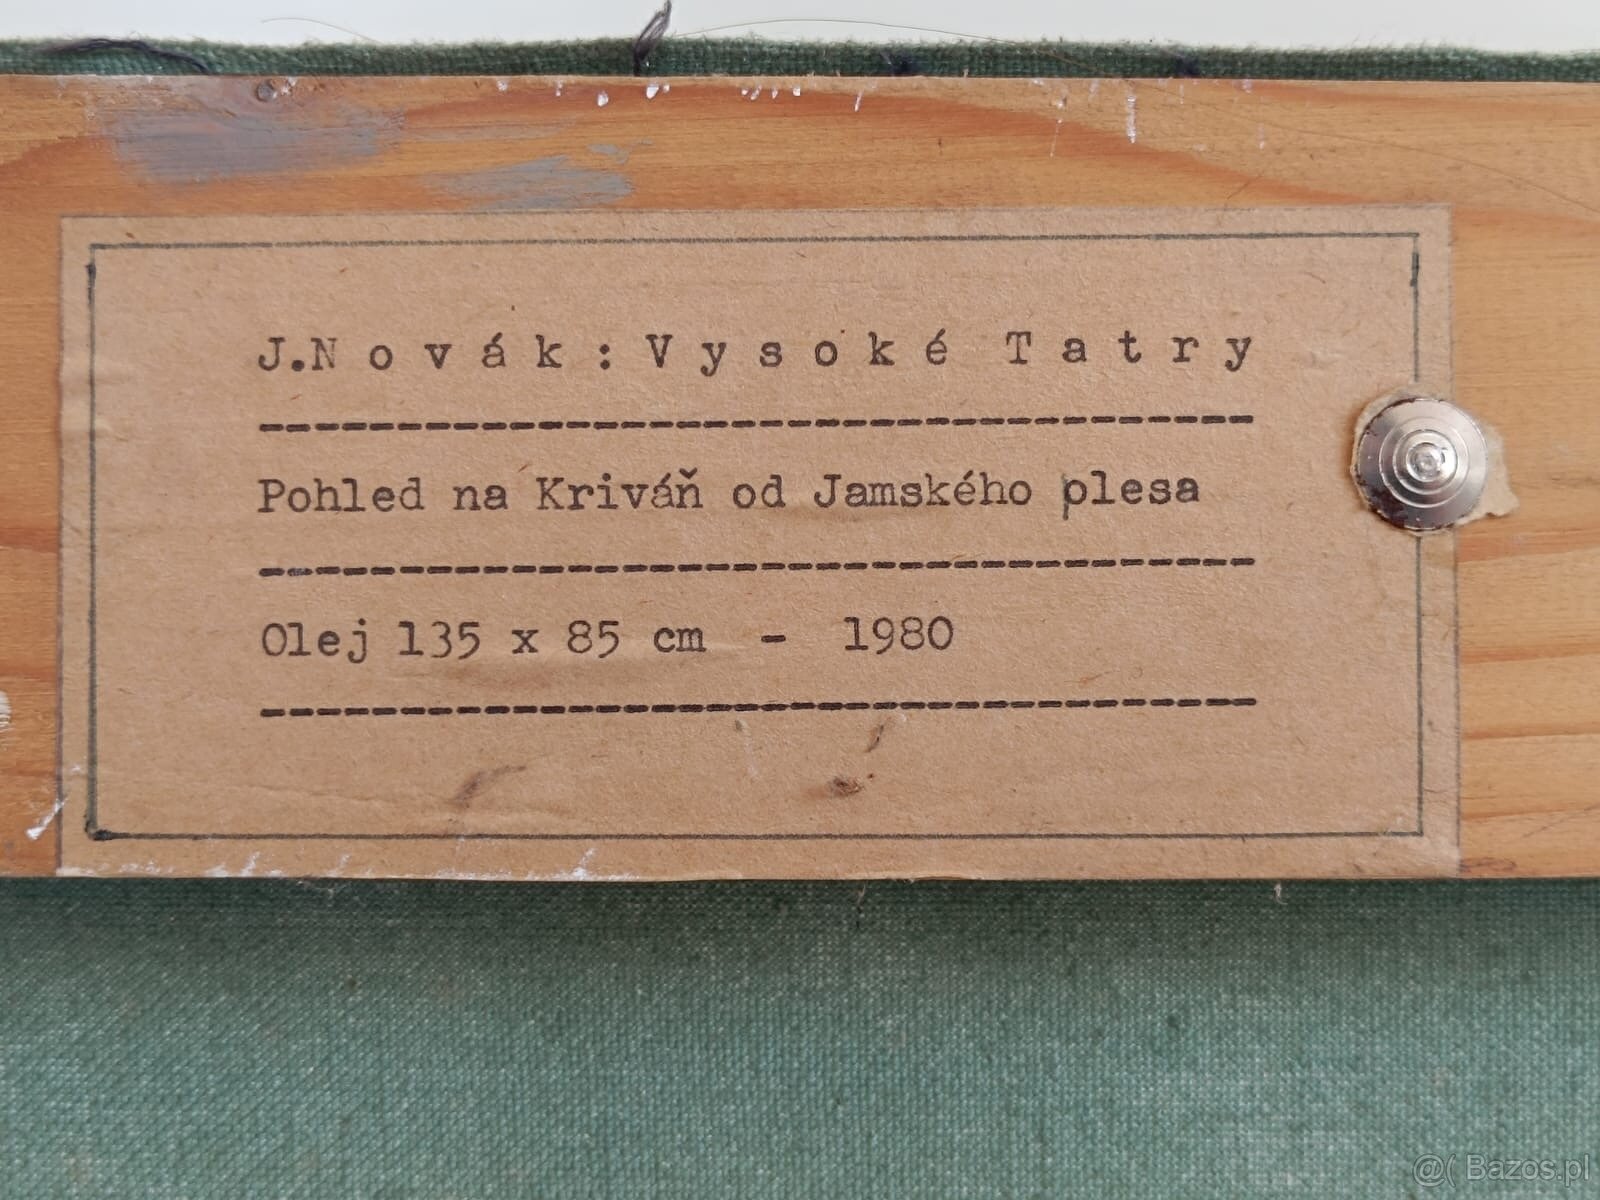 J.Novák:Vysoké Tatry
Pohled na Kriváň od Jamského plesa
Olej 135 x 85 cm - 1980
@( Bazos.pl